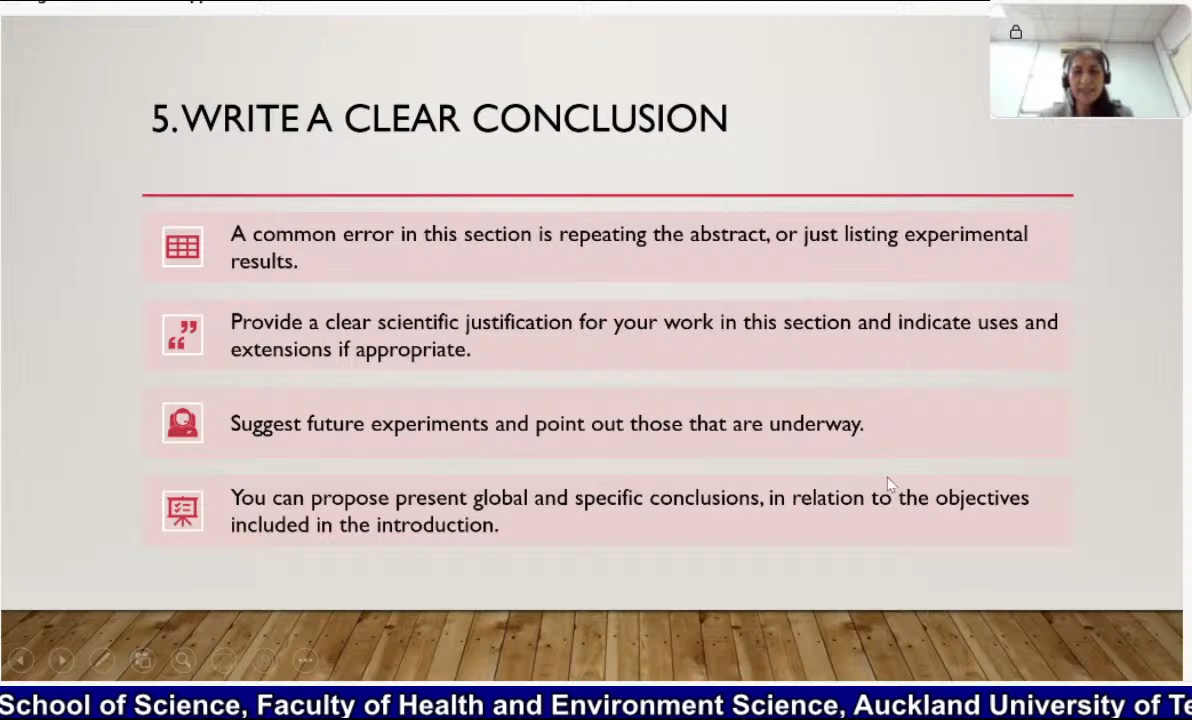 5. WRITE A CLEAR CONCLUSION
A common error in this section is repeating the abstract, or just listing experimental
results.
Provide a clear scientific justification for your work in this section and indicate uses and
extensions if appropriate.
Suggest future experiments and point out those that are underway.
You can propose present global and specific conclusions, in relation to the objectives
included in the introduction.
School of Science, Faculty of Health and Environment Science, Auckland University of Te